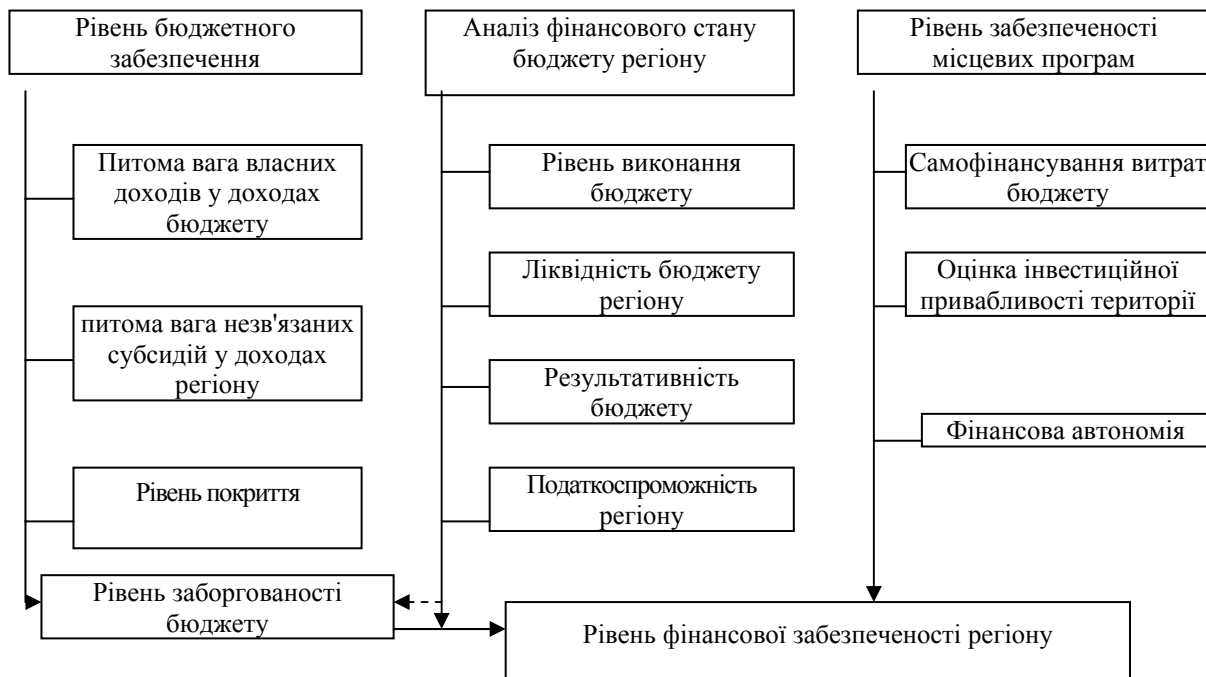 Рівень бюджетного
забезпечення
Аналіз фінансового стану
бюджету регіону
Рівень забезпеченості
місцевих програм
Питома вага власних
доходів у доходах
бюджету
питома вага незв'язаних
субсидій у доходах
регіону
Рівень покриття
Рівень заборгованості
бюджету
Рівень виконання
бюджету
Ліквідність бюджету
регіону
Результативність
бюджету
Податкоспроможність
регіону
Самофінансування витрат
бюджету
Оцінка інвестиційної
привабливості території
Фінансова автономія
Рівень фінансової забезпеченості регіону